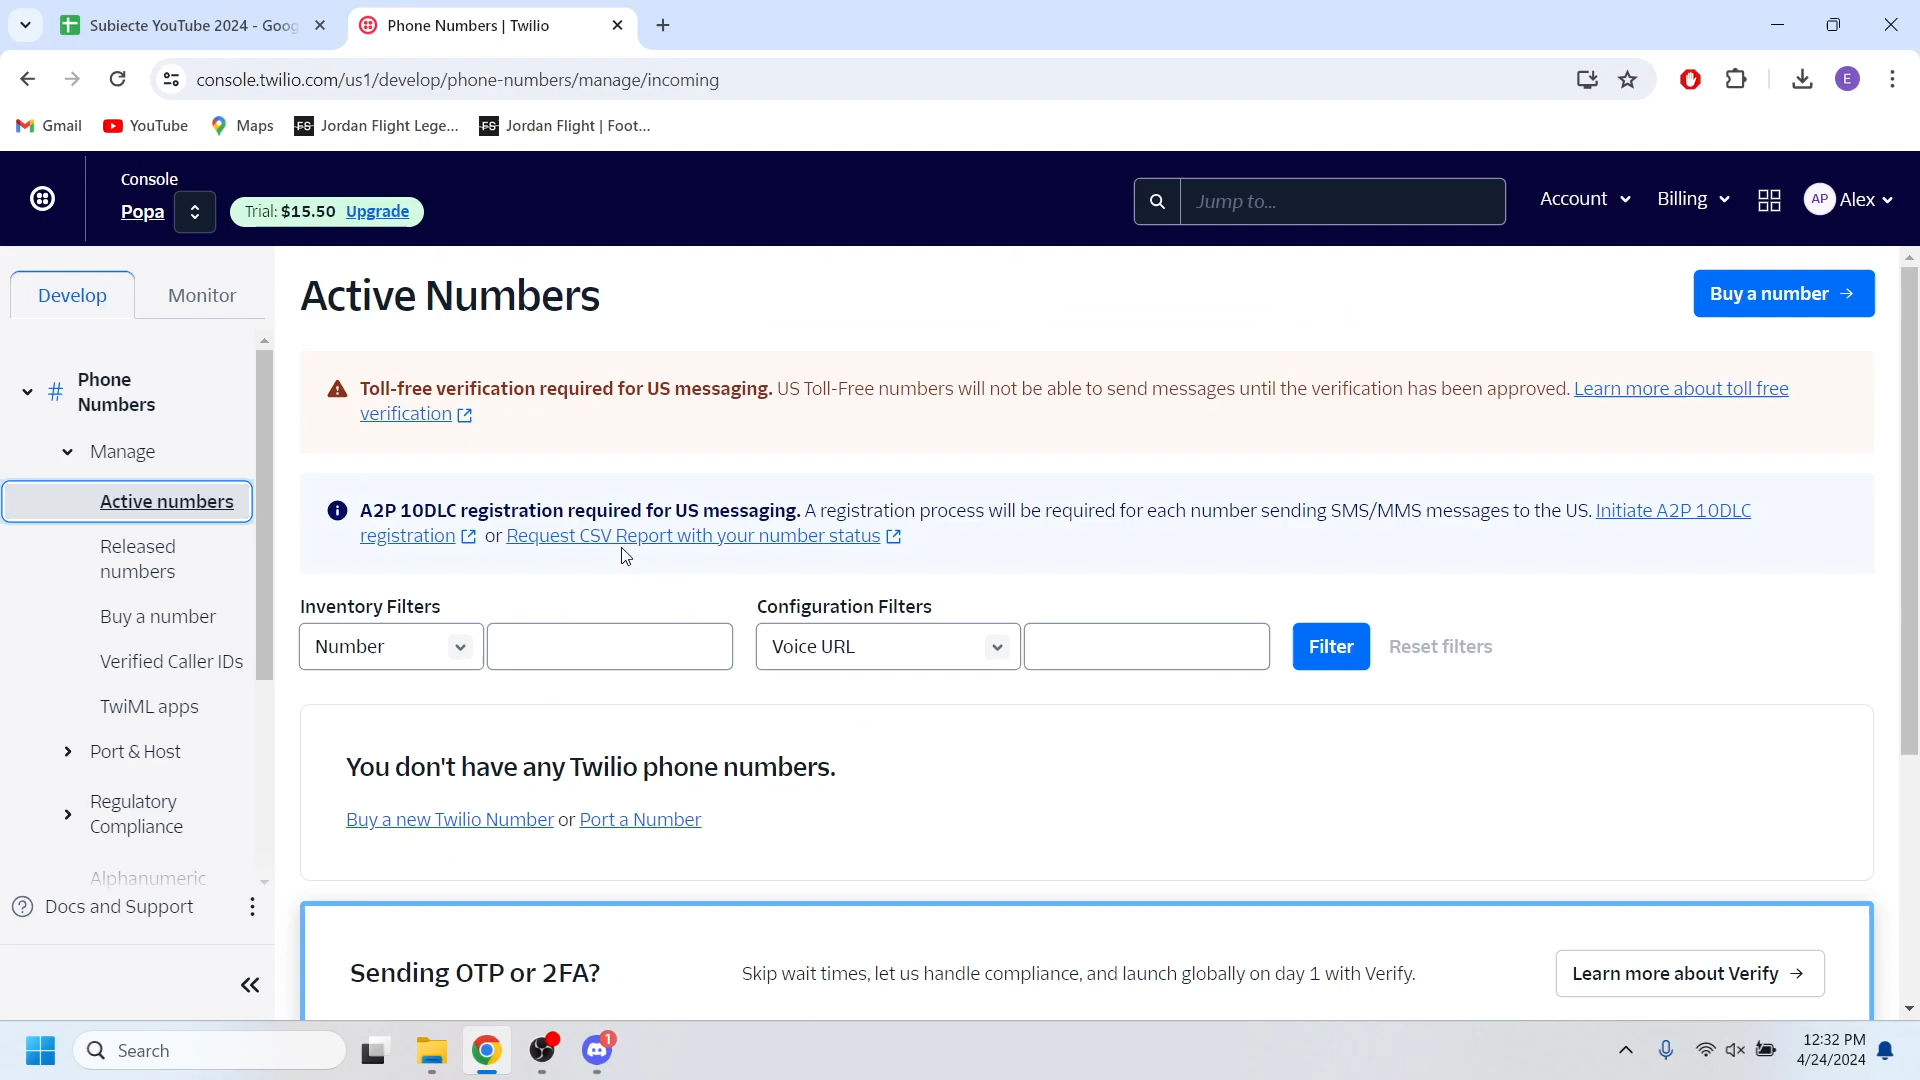 Subiecte YouTube 2024 - Goog
Phone Numbers | Twilio
console.twilio.com/us1/develop/phone-numbers/manage/incoming
E
Gmail
YouTube
Maps
FS Jordan Flight Lege...
FS Jordan Flight | Foot...
Console
Popa
Trial: $15.50 Upgrade
Jump to...
Account
Billing
AP Alex
Develop
Monitor
Phone
Numbers
Manage
Active numbers
Released
numbers
Buy a number
Verified Caller IDs
TwiML apps
Port & Host
Regulatory
Compliance
Alphanumeric
Docs and Support
Active Numbers
Buy a number
Toll-free verification required for US messaging. US Toll-Free numbers will not be able to send messages until the verification has been approved. Learn more about toll free
verification
A2P 10DLC registration required for US messaging. A registration process will be required for each number sending SMS/MMS messages to the US. Initiate A2P 10DLC
registration or Request CSV Report with your number status
Inventory Filters
Configuration Filters
Number
Voice URL
Filter
Reset filters
You don't have any Twilio phone numbers.
Buy a new Twilio Number or Port a Number
Sending OTP or 2FA?
Skip wait times, let us handle compliance, and launch globally on day 1 with Verify.
Learn more about Verify
Search
1
12:32 PM
4/24/2024